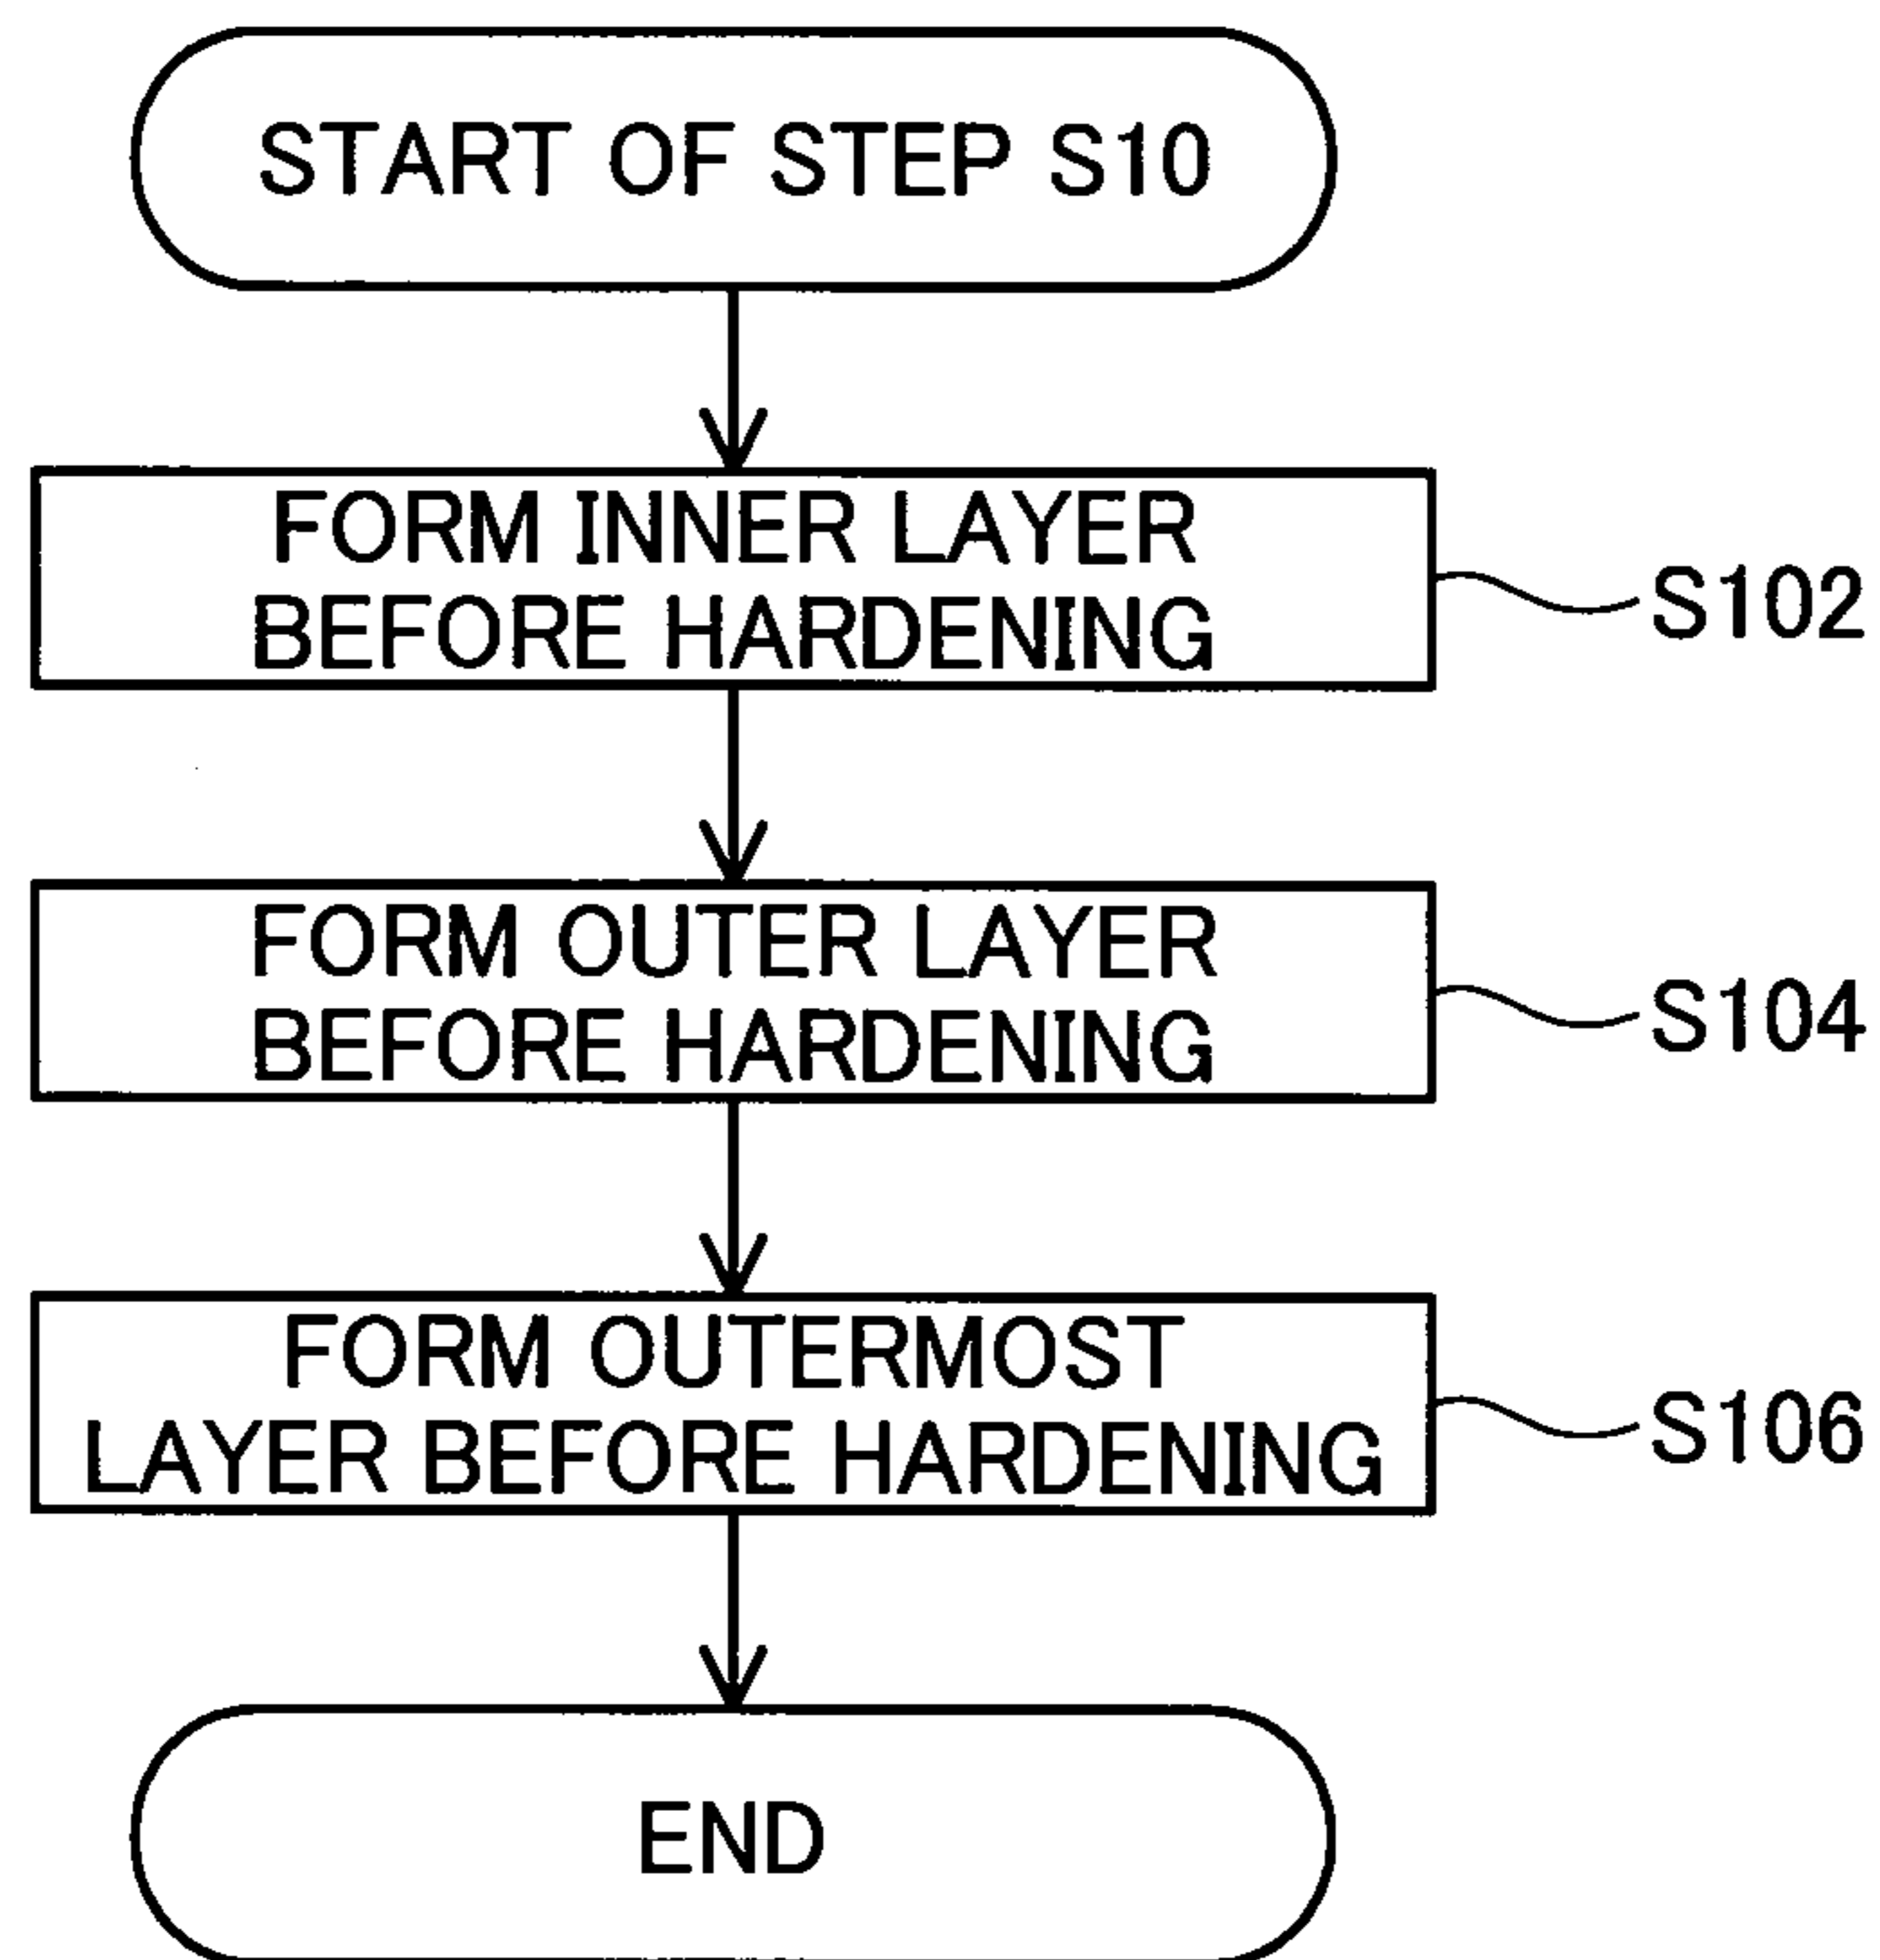 START OF STEP S10
FORM INNER LAYER
BEFORE HARDENING
S102
FORM OUTER LAYER
BEFORE HARDENING
S104
FORM OUTERMOST
LAYER BEFORE HARDENING
S106
END